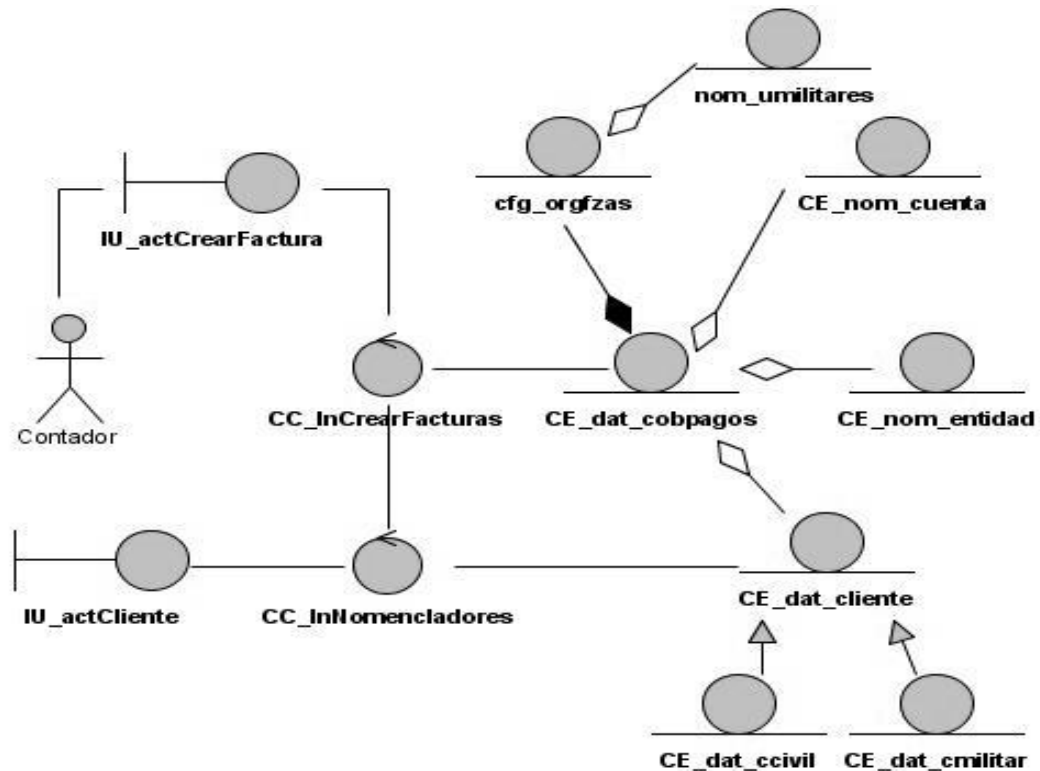 nom_umilitares
cfg_orgfzas
CE_nom_cuenta
IU_actCrearFactura
Contador
CC_InCrearFacturas
CE_dat_cobpagos
CE_nom_entidad
IU_actCliente
CC_InNomencladores
CE_dat_cliente
CE_dat_ccivil
CE_dat_cmilitar